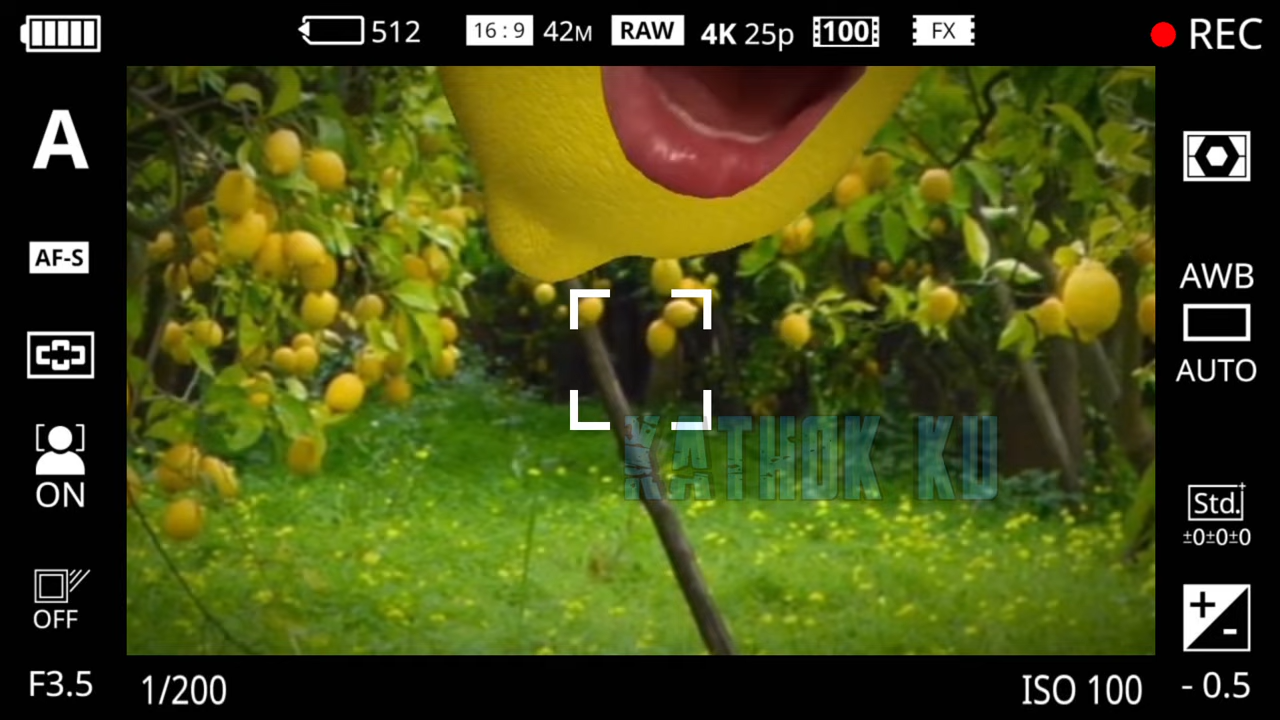 512 16:9 42M RAW 4K 25p 100 FX REC
A
AF-S
AWB
AUTO
ON
Std.
±0±0±0
OFF
KATHOK KU
F3.5 1/200 ISO 100 - 0.5